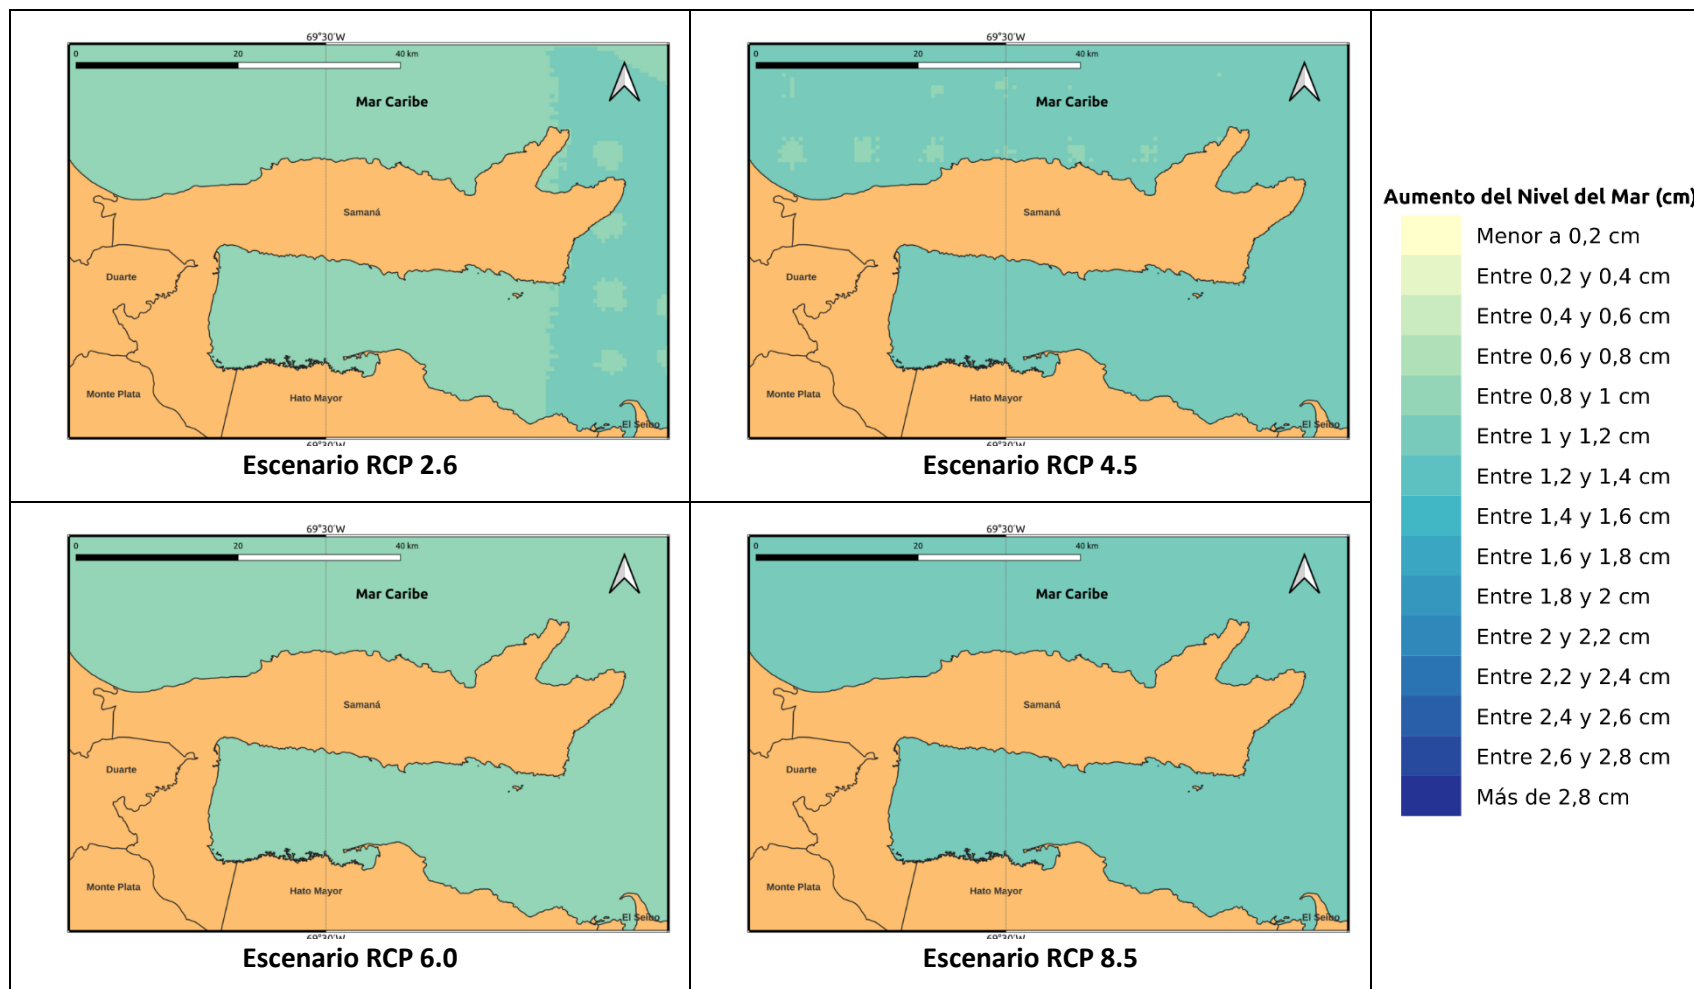 69°30'W
0 20 40 km
Mar Caribe
Samaná
Duarte
Monte Plata
Hato Mayor
El Seibo
69°30'W
Escenario RCP 2.6
69°30'W
0 20 40 km
Mar Caribe
Samaná
Duarte
Monte Plata
Hato Mayor
El Seibo
69°30'W
Escenario RCP 4.5
69°30'W
0 20 40 km
Mar Caribe
Samaná
Duarte
Monte Plata
Hato Mayor
El Seibo
69°30'W
Escenario RCP 6.0
69°30'W
0 20 40 km
Mar Caribe
Samaná
Duarte
Monte Plata
Hato Mayor
El Seibo
69°30'W
Escenario RCP 8.5
Aumento del Nivel del Mar (cm)
Menor a 0,2 cm
Entre 0,2 y 0,4 cm
Entre 0,4 y 0,6 cm
Entre 0,6 y 0,8 cm
Entre 0,8 y 1 cm
Entre 1 y 1,2 cm
Entre 1,2 y 1,4 cm
Entre 1,4 y 1,6 cm
Entre 1,6 y 1,8 cm
Entre 1,8 y 2 cm
Entre 2 y 2,2 cm
Entre 2,2 y 2,4 cm
Entre 2,4 y 2,6 cm
Entre 2,6 y 2,8 cm
Más de 2,8 cm